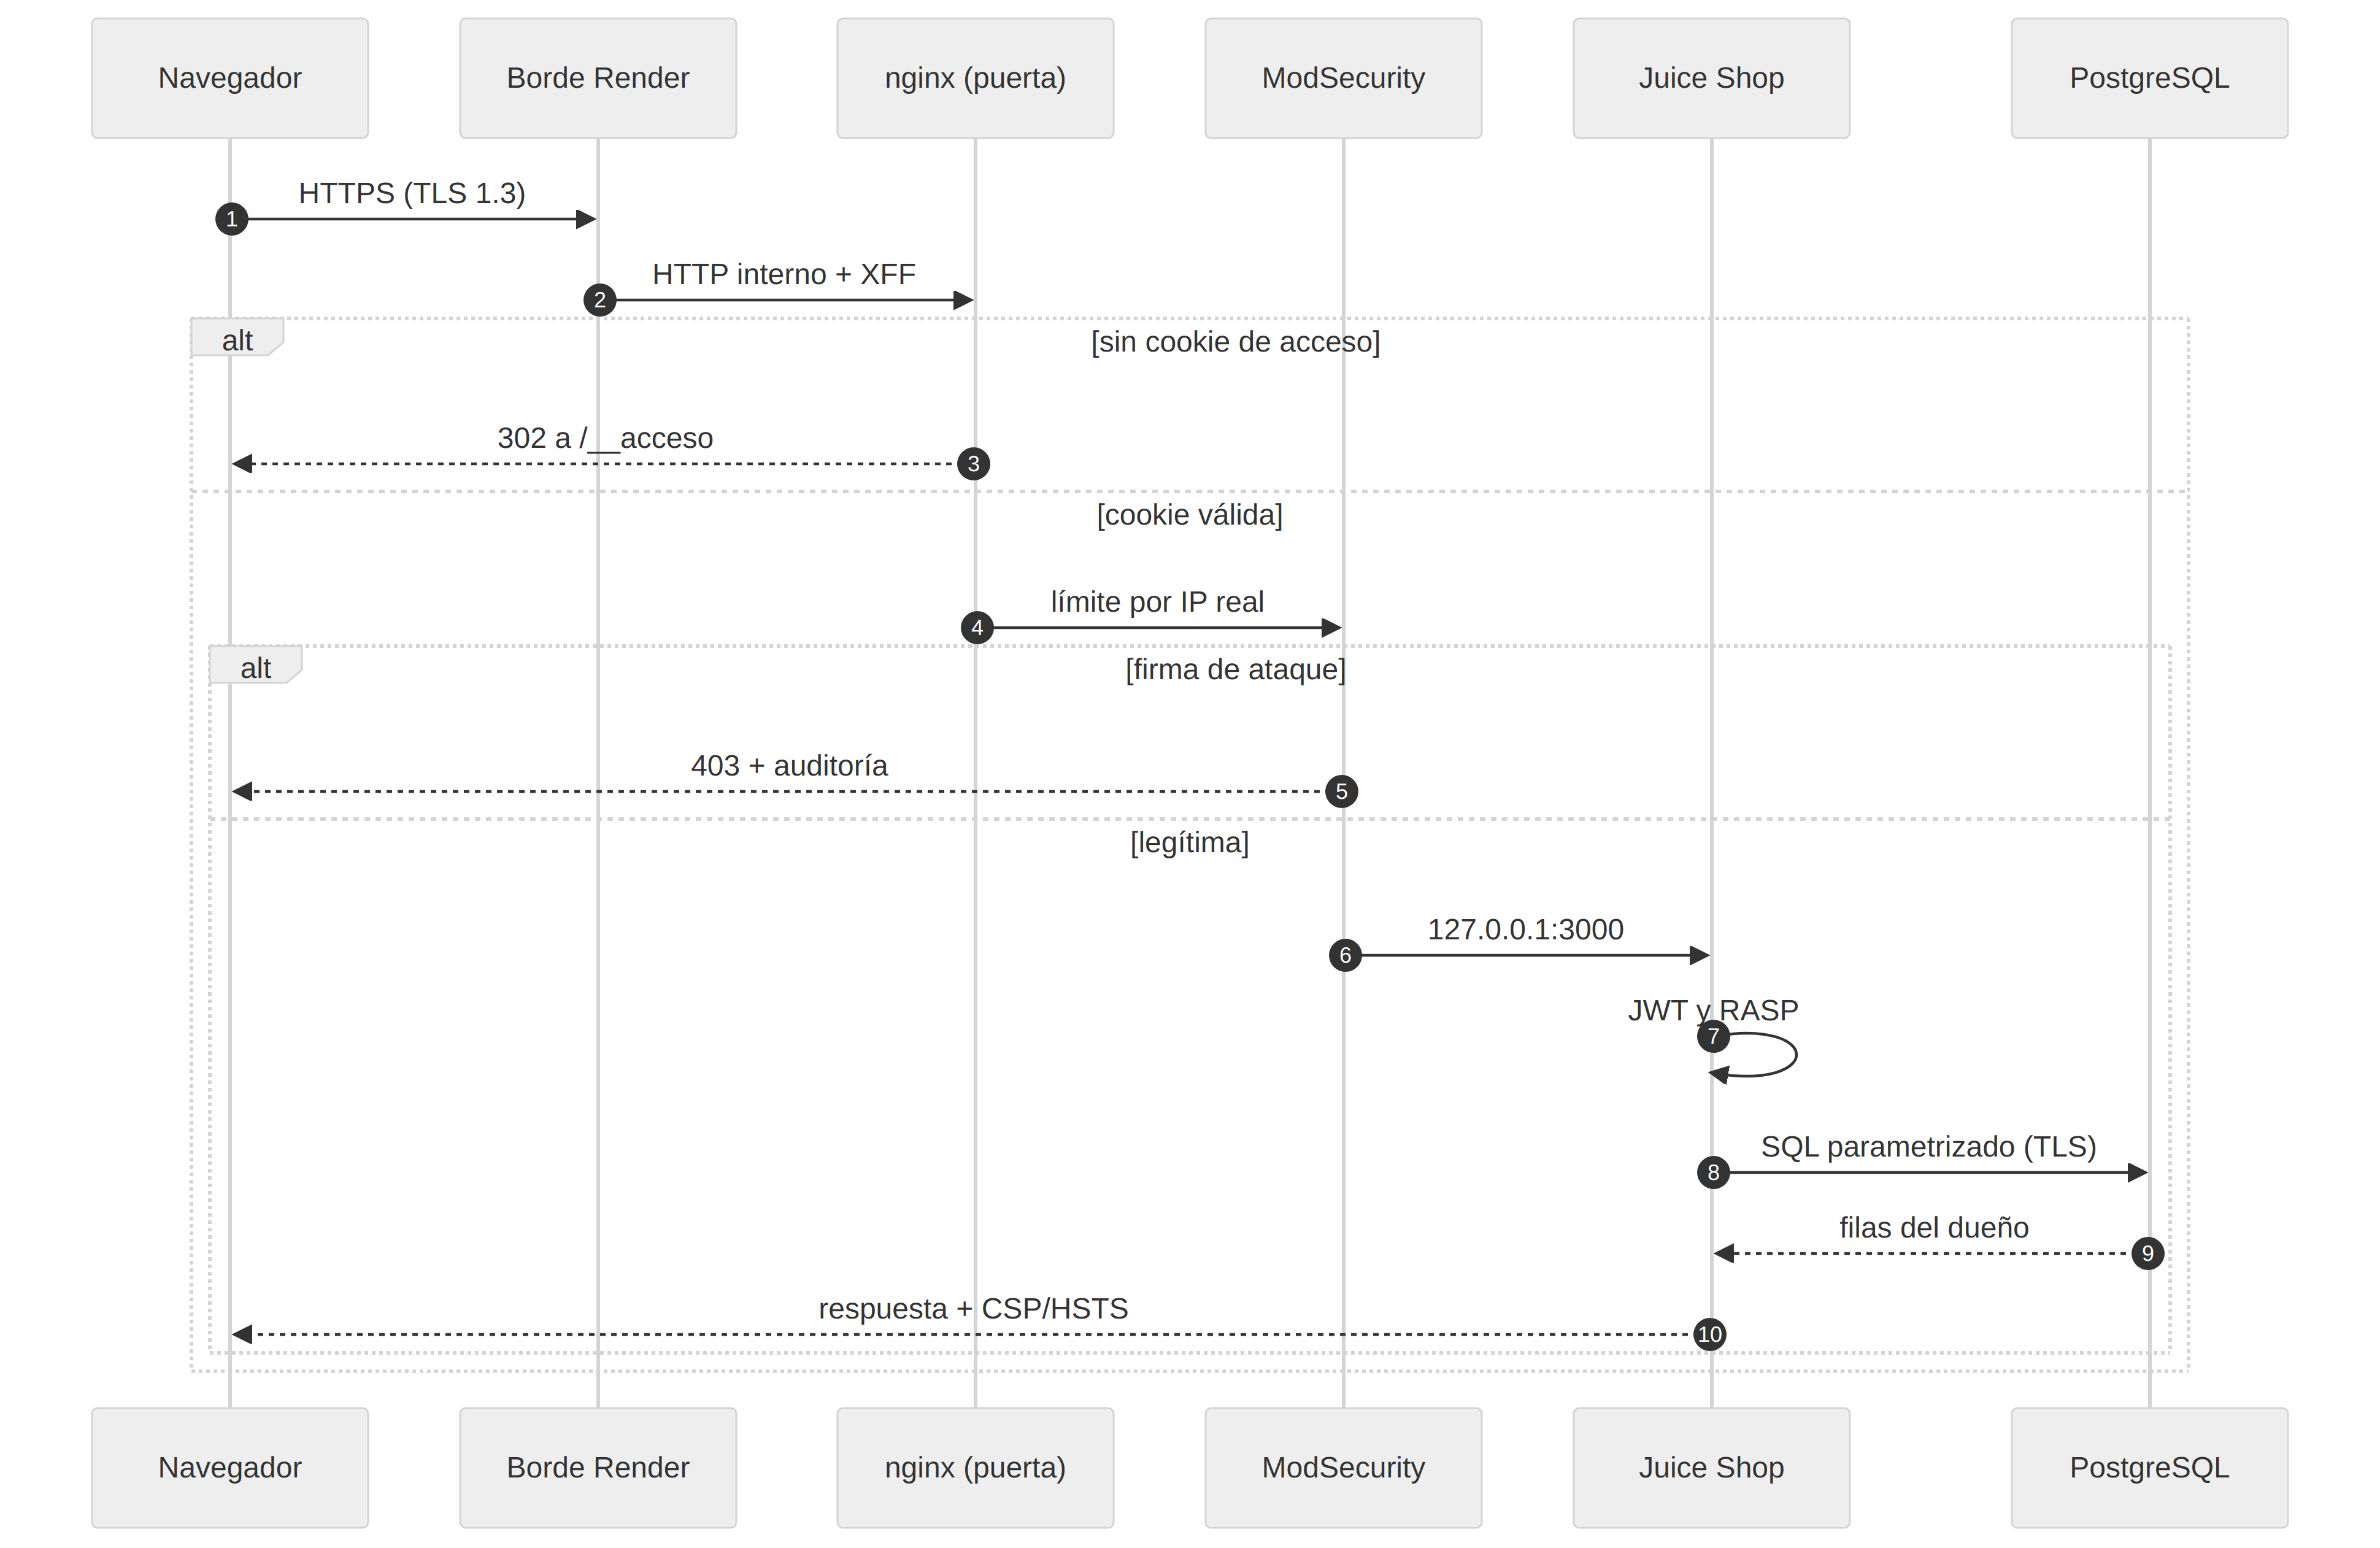 Navegador
Borde Render
nginx (puerta)
ModSecurity
Juice Shop
PostgreSQL
HTTPS (TLS 1.3)
1
HTTP interno + XFF
2
alt
[sin cookie de acceso]
302 a /__acceso
3
[cookie válida]
límite por IP real
4
alt
[firma de ataque]
403 + auditoría
5
[legítima]
127.0.0.1:3000
6
JWT y RASP
7
SQL parametrizado (TLS)
8
filas del dueño
9
respuesta + CSP/HSTS
10
Navegador
Borde Render
nginx (puerta)
ModSecurity
Juice Shop
PostgreSQL